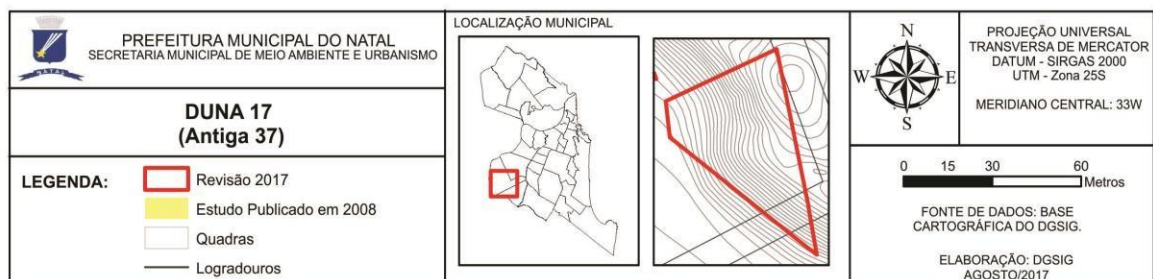 PREFEITURA MUNICIPAL DO NATAL
SECRETARIA MUNICIPAL DE MEIO AMBIENTE E URBANISMO
NATAL
DUNA 17
(Antiga 37)
LEGENDA:
Revisão 2017
Estudo Publicado em 2008
Quadras
Logradouros
LOCALIZAÇÃO MUNICIPAL
N
W E
S
PROJEÇÃO UNIVERSAL
TRANSVERSA DE MERCATOR
DATUM - SIRGAS 2000
UTM - Zona 25S
MERIDIANO CENTRAL: 33W
0 15 30 60
Metros
FONTE DE DADOS: BASE
CARTOGRÁFICA DO DGSIG.
ELABORAÇÃO: DGSIG
AGOSTO/2017